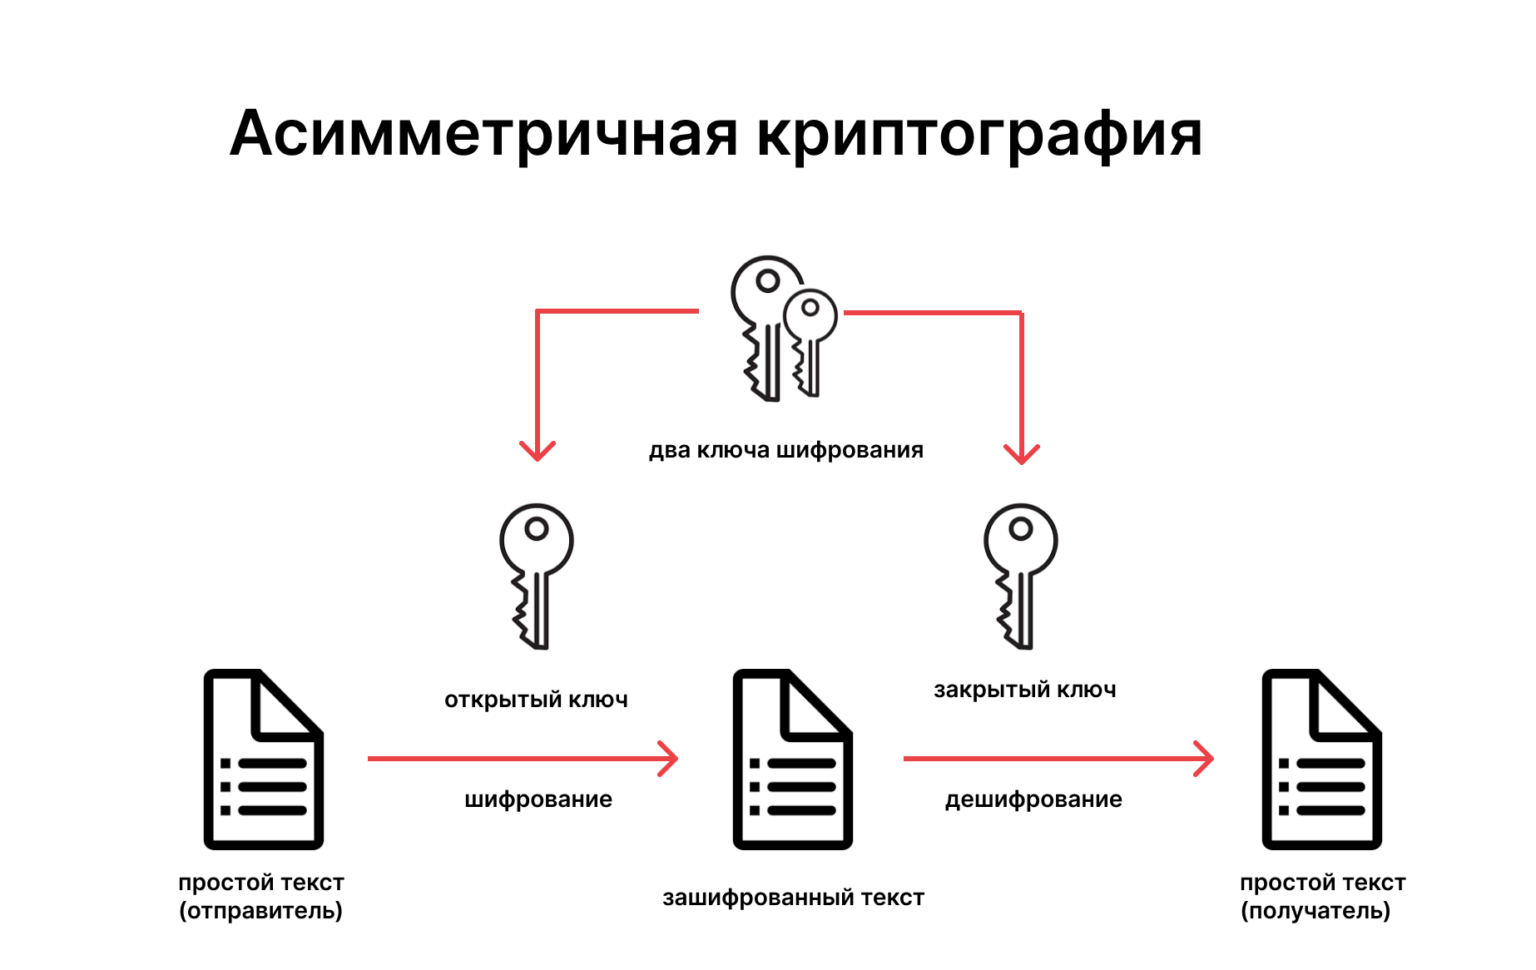 Асимметричная криптография
два ключа шифрования
открытый ключ
закрытый ключ
шифрование
дешифрование
простой текст
(отправитель)
зашифрованный текст
простой текст
(получатель)